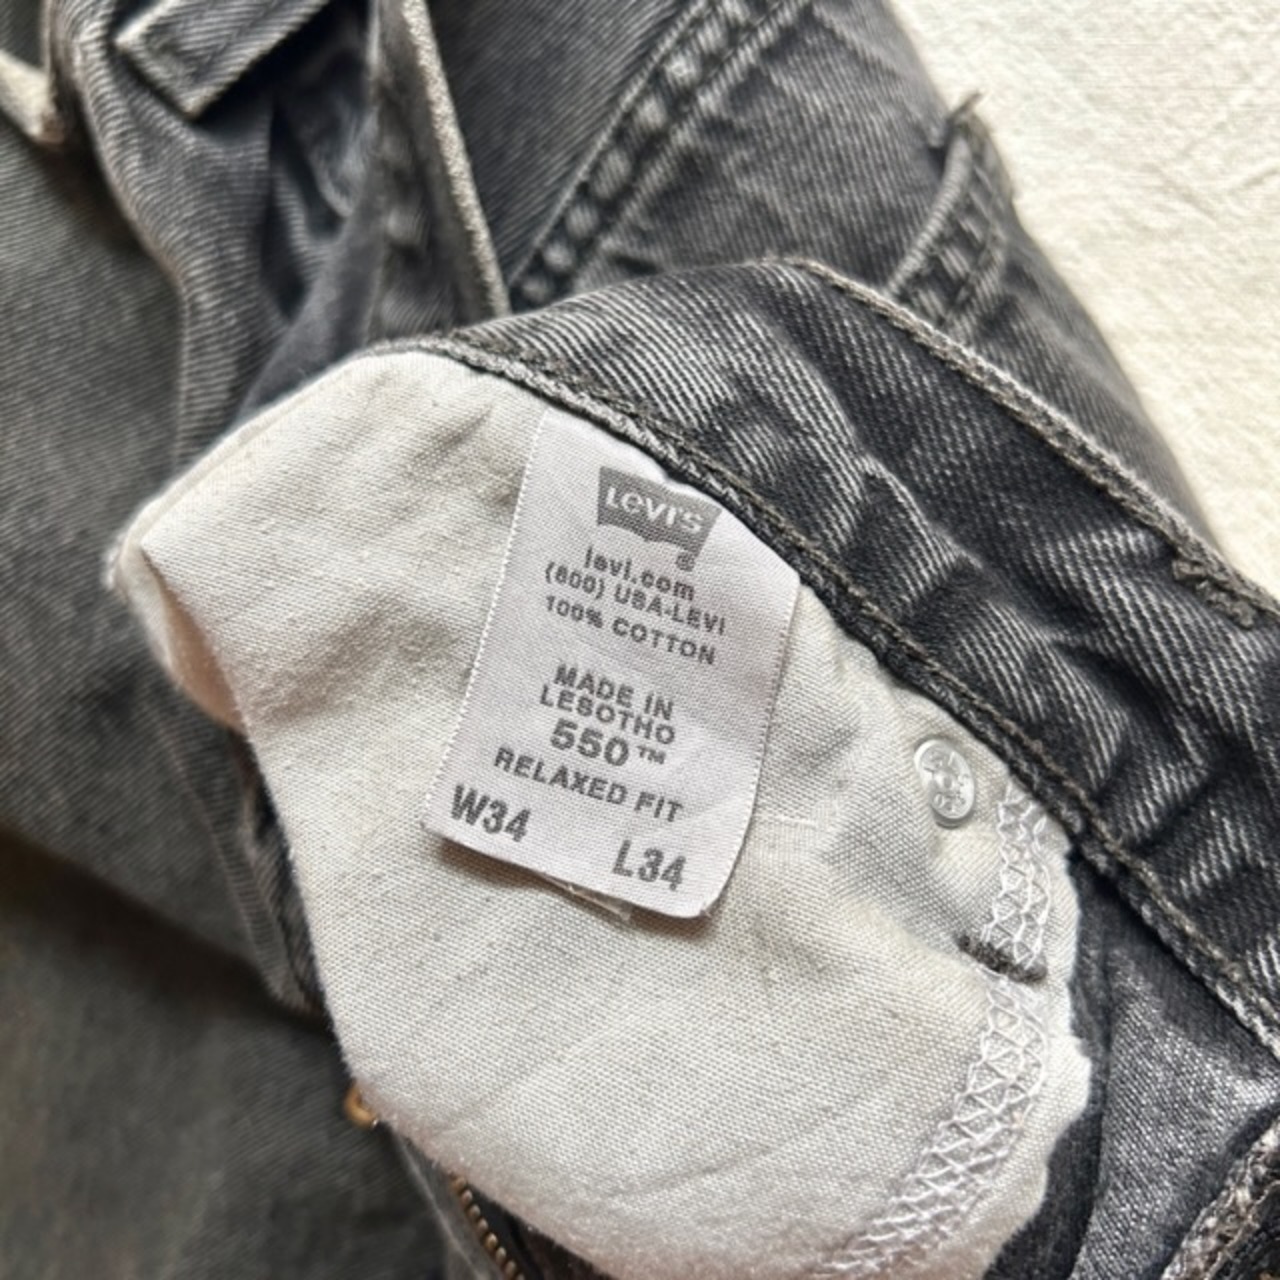 Levi's
®
levi.com
(800) USA-LEVI
100% COTTON
MADE IN
LESOTHO
550™
RELAXED FIT
W34 L34